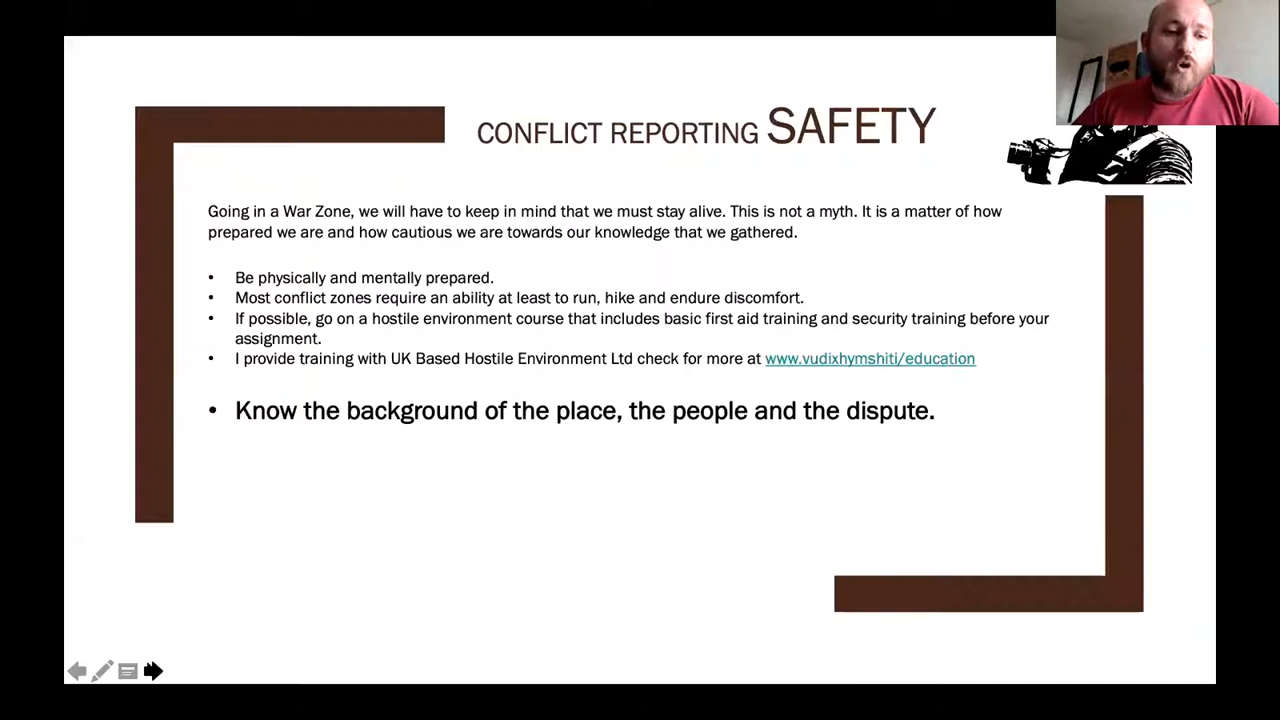 CONFLICT REPORTING SAFETY
Going in a War Zone, we will have to keep in mind that we must stay alive. This is not a myth. It is a matter of how
prepared we are and how cautious we are towards our knowledge that we gathered.
• Be physically and mentally prepared.
• Most conflict zones require an ability at least to run, hike and endure discomfort.
• If possible, go on a hostile environment course that includes basic first aid training and security training before your
assignment.
• I provide training with UK Based Hostile Environment Ltd check for more at www.vudixhymshiti/education
• Know the background of the place, the people and the dispute.